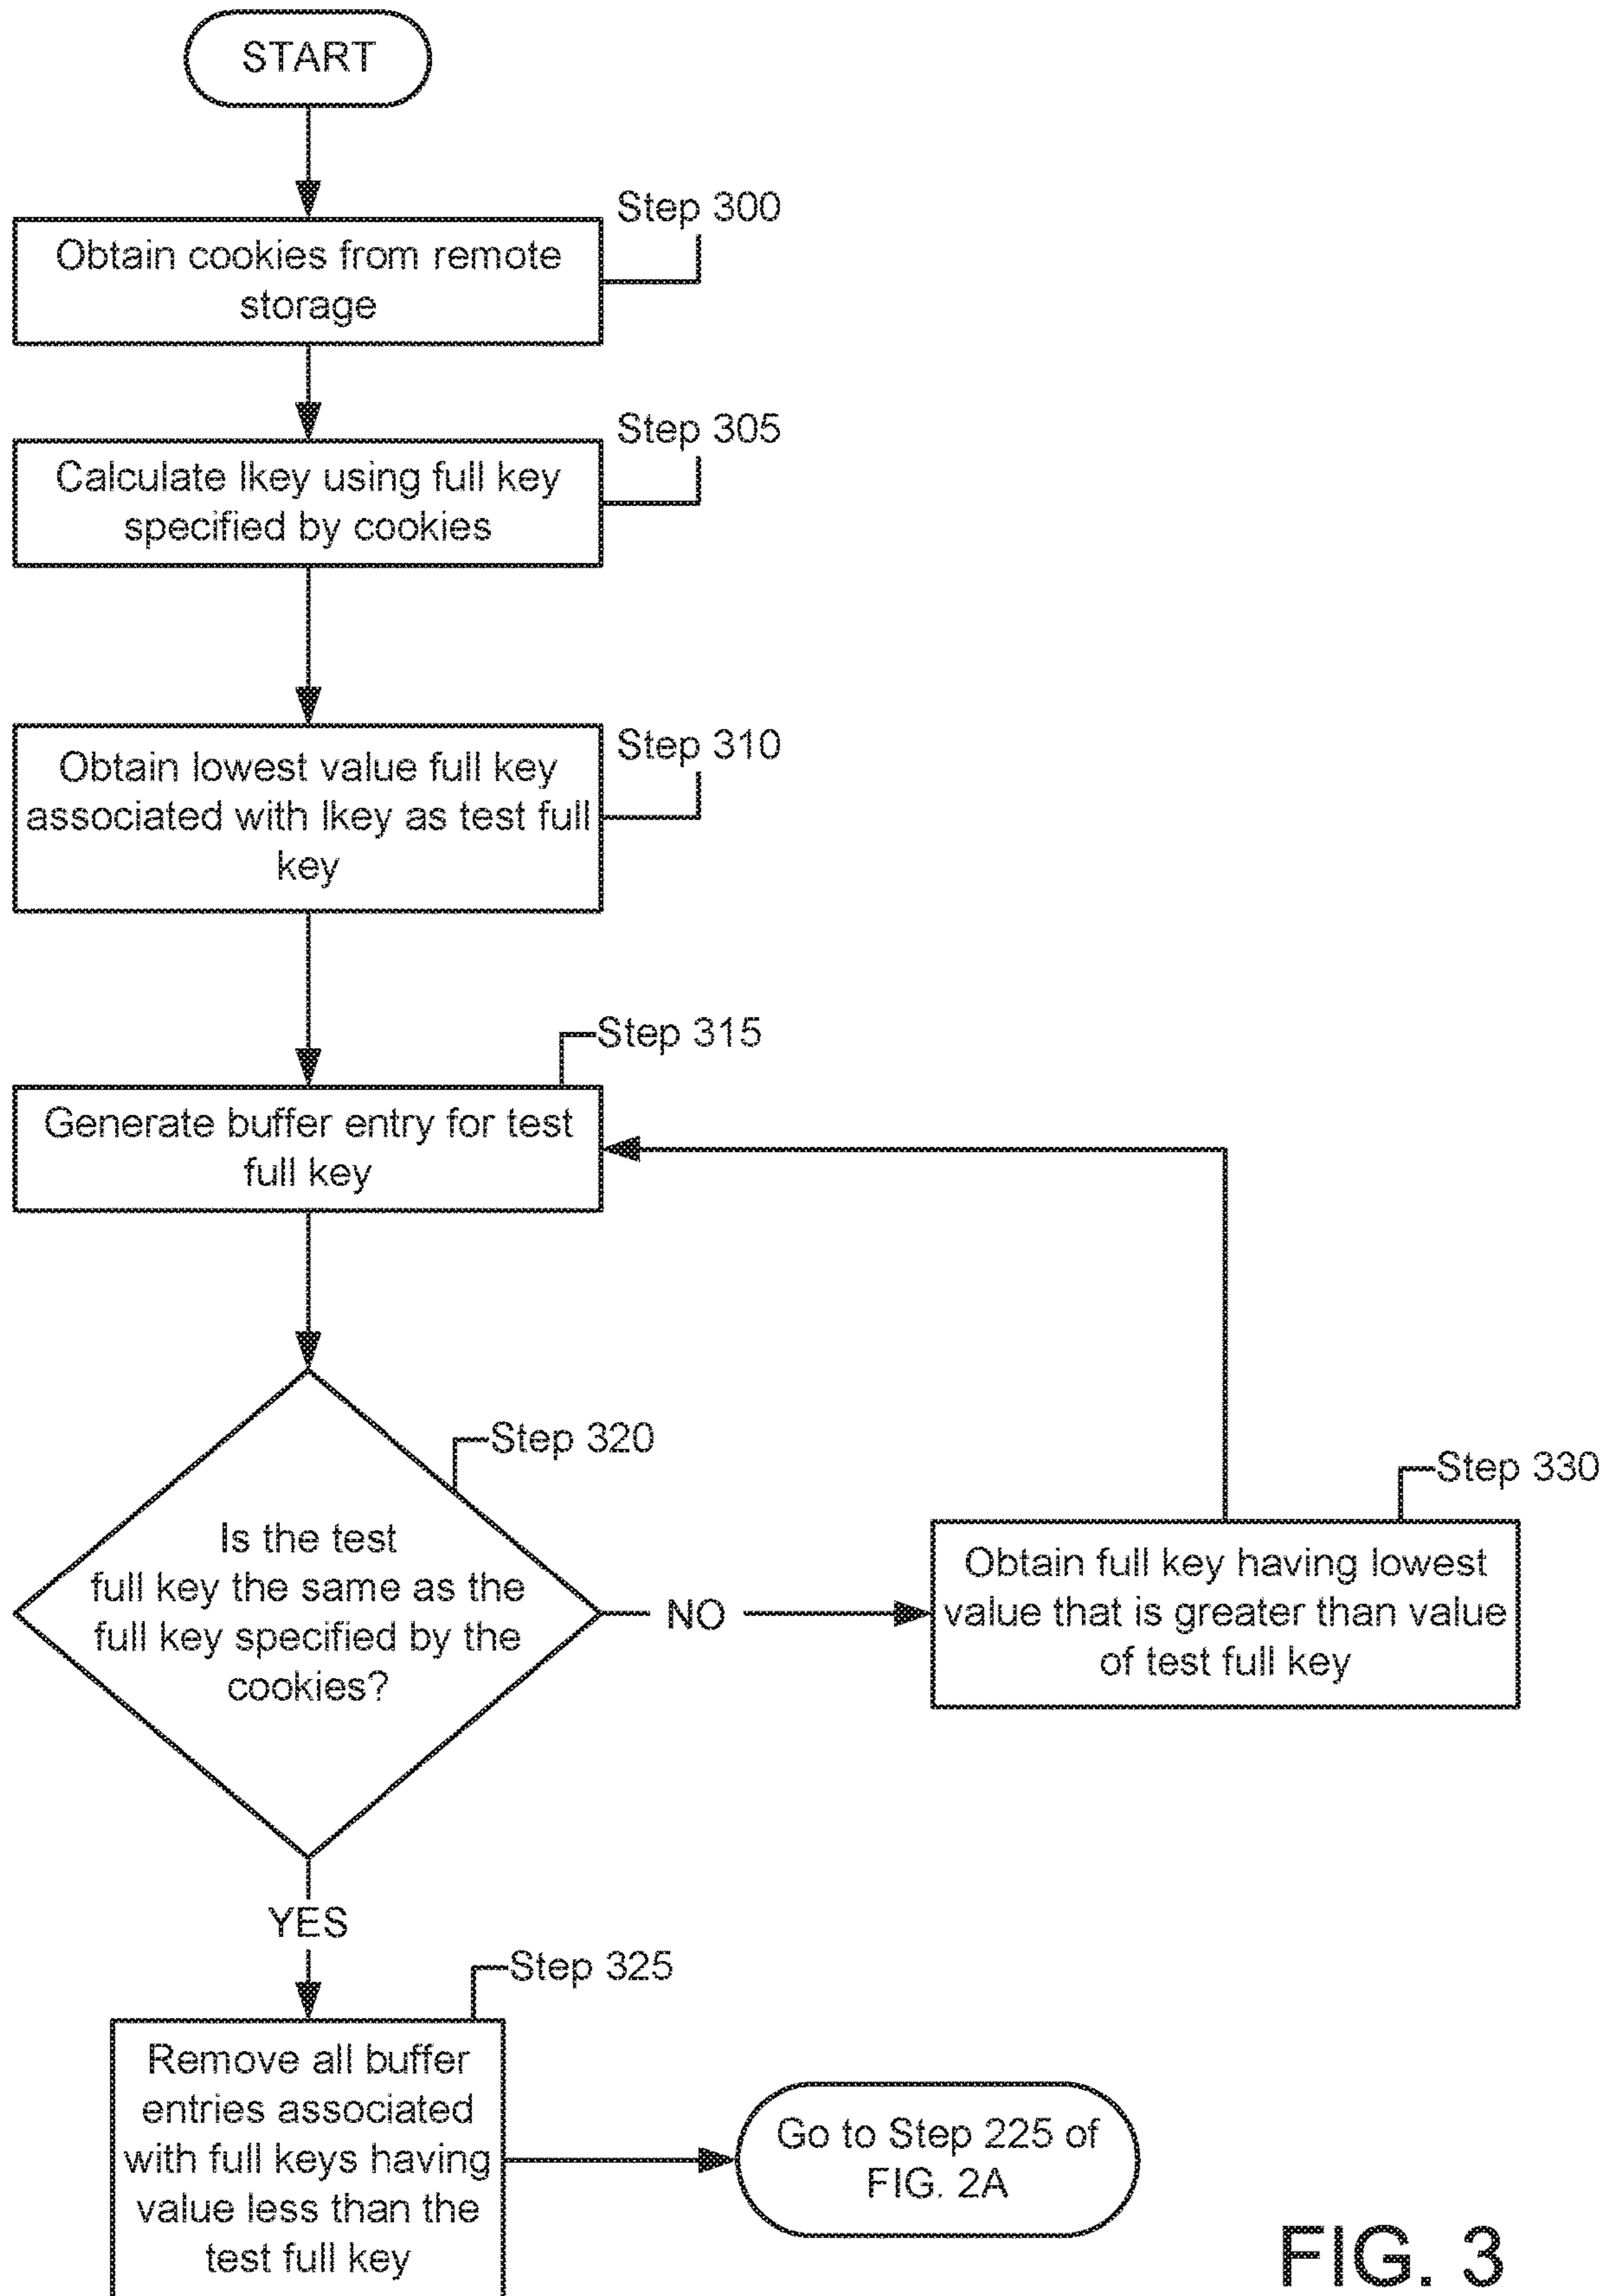 START
Step 300
Obtain cookies from remote
storage
Step 305
Calculate lkey using full key
specified by cookies
Step 310
Obtain lowest value full key
associated with lkey as test full
key
Step 315
Generate buffer entry for test
full key
Step 320
Is the test
full key the same as the
full key specified by the
cookies?
NO
Step 330
Obtain full key having lowest
value that is greater than value
of test full key
YES
Step 325
Remove all buffer
entries associated
with full keys having
value less than the
test full key
Go to Step 225 of
FIG. 2A
FIG. 3